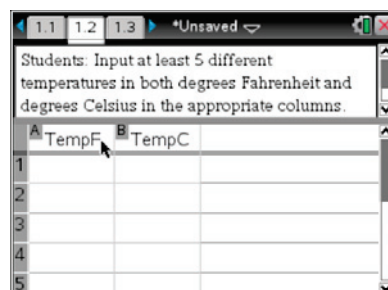 1.1 1.2 1.3 *Unsaved
Students: Input at least 5 different
temperatures in both degrees Fahrenheit and
degrees Celsius in the appropriate columns.
A TempF B TempC
1
2
3
4
5